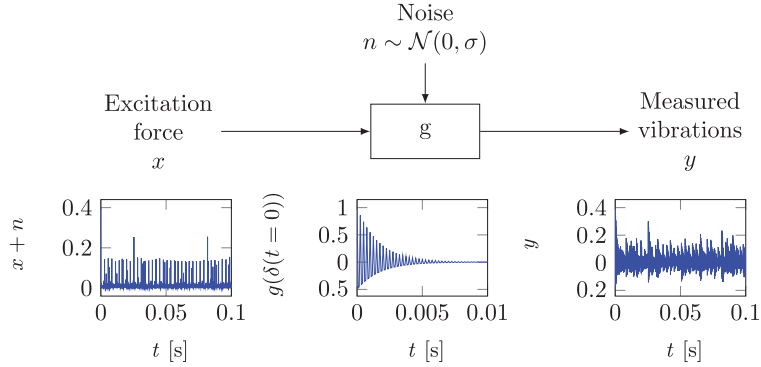 Noise
n ∼ N(0, σ)
Excitation
force
x
g
Measured
vibrations
y
x + n
0.4
0.2
0
0
0.05
0.1
t [s]
g(δ(t = 0))
1
0.5
0
0.5
0
0.005
0.01
t [s]
y
0.4
0.2
0
0.2
0
0.05
0.1
t [s]